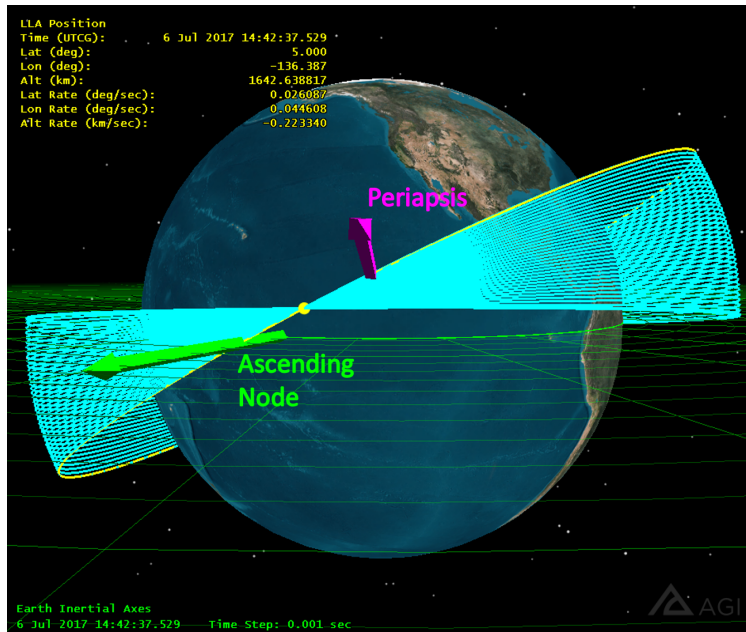 LLA Position
Time (UTCG): 6 Jul 2017 14:42:37.529
Lat (deg): 5.000
Lon (deg): -136.387
Alt (km): 1642.638817
Lat Rate (deg/sec): 0.026087
Lon Rate (deg/sec): 0.044608
Alt Rate (km/sec): -0.223340
Periapsis
Ascending
Node
AGI
Earth Inertial Axes
6 Jul 2017 14:42:37.529 Time Step: 0.001 sec